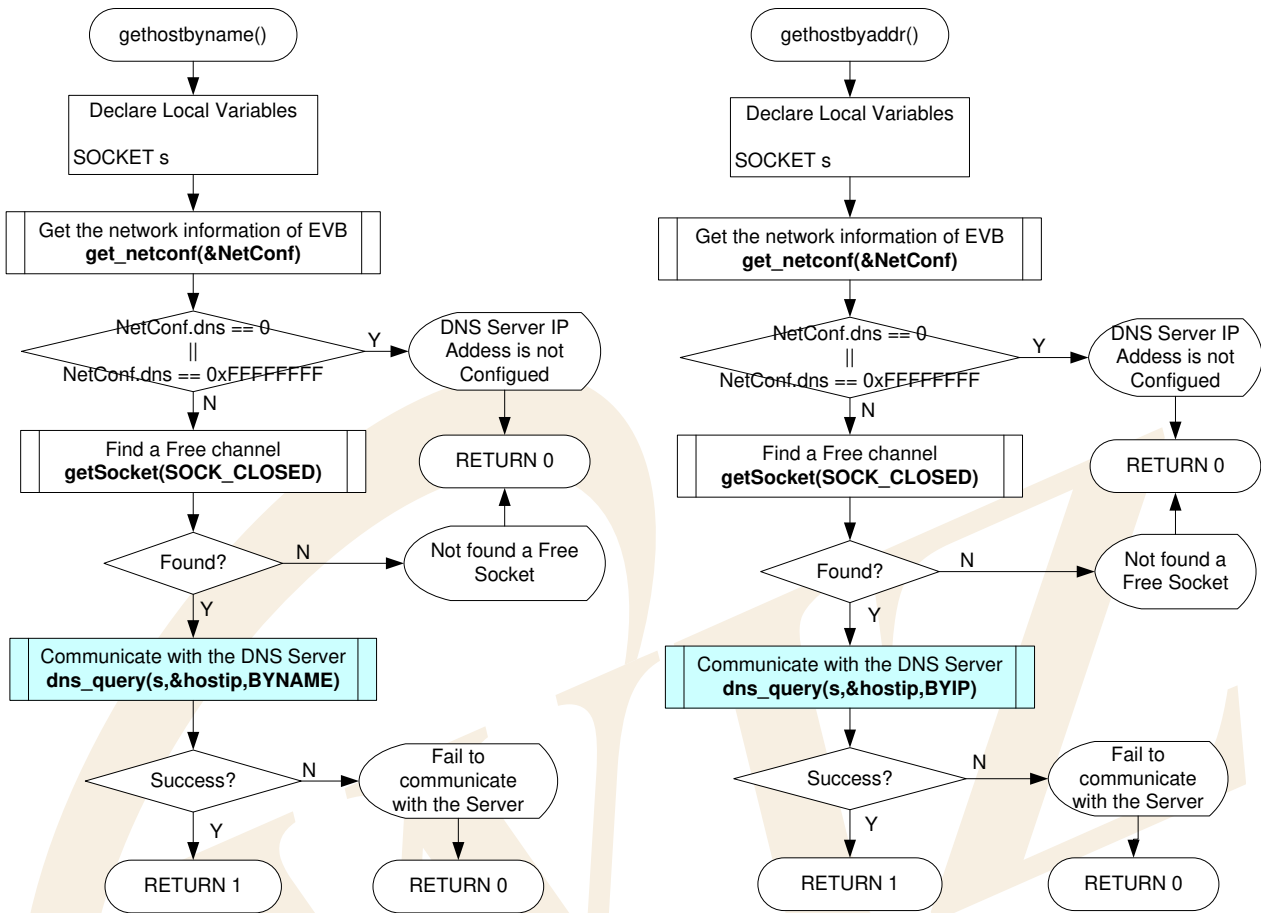 gethostbyname()
Declare Local Variables
SOCKET s
Get the network information of EVB
get_netconf(&NetConf)
NetConf.dns == 0
||
NetConf.dns == 0xFFFFFFFF
Y
DNS Server IP
Addess is not
Configued
N
Find a Free channel
getSocket(SOCK_CLOSED)
RETURN 0
Found?
N
Not found a Free
Socket
Y
Communicate with the DNS Server
dns_query(s,&hostip,BYNAME)
Success?
N
Fail to
communicate
with the Server
Y
RETURN 1
RETURN 0
gethostbyaddr()
Declare Local Variables
SOCKET s
Get the network information of EVB
get_netconf(&NetConf)
NetConf.dns == 0
||
NetConf.dns == 0xFFFFFFFF
Y
DNS Server IP
Addess is not
Configued
N
Find a Free channel
getSocket(SOCK_CLOSED)
RETURN 0
Found?
N
Not found a
Free Socket
Y
Communicate with the DNS Server
dns_query(s,&hostip,BYIP)
Success?
N
Fail to
communicate
with the Server
Y
RETURN 1
RETURN 0